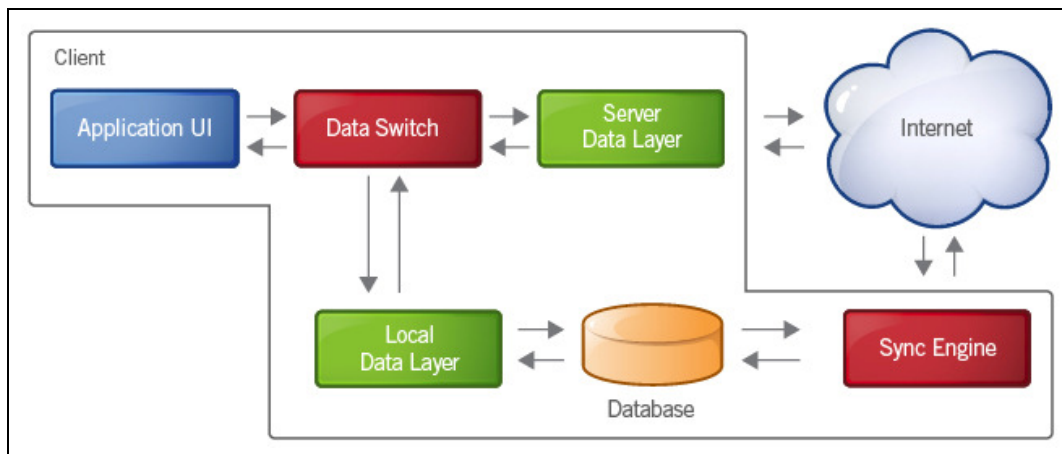 Client
Application UI
Data Switch
Server
Data Layer
Internet
Local
Data Layer
Database
Sync Engine